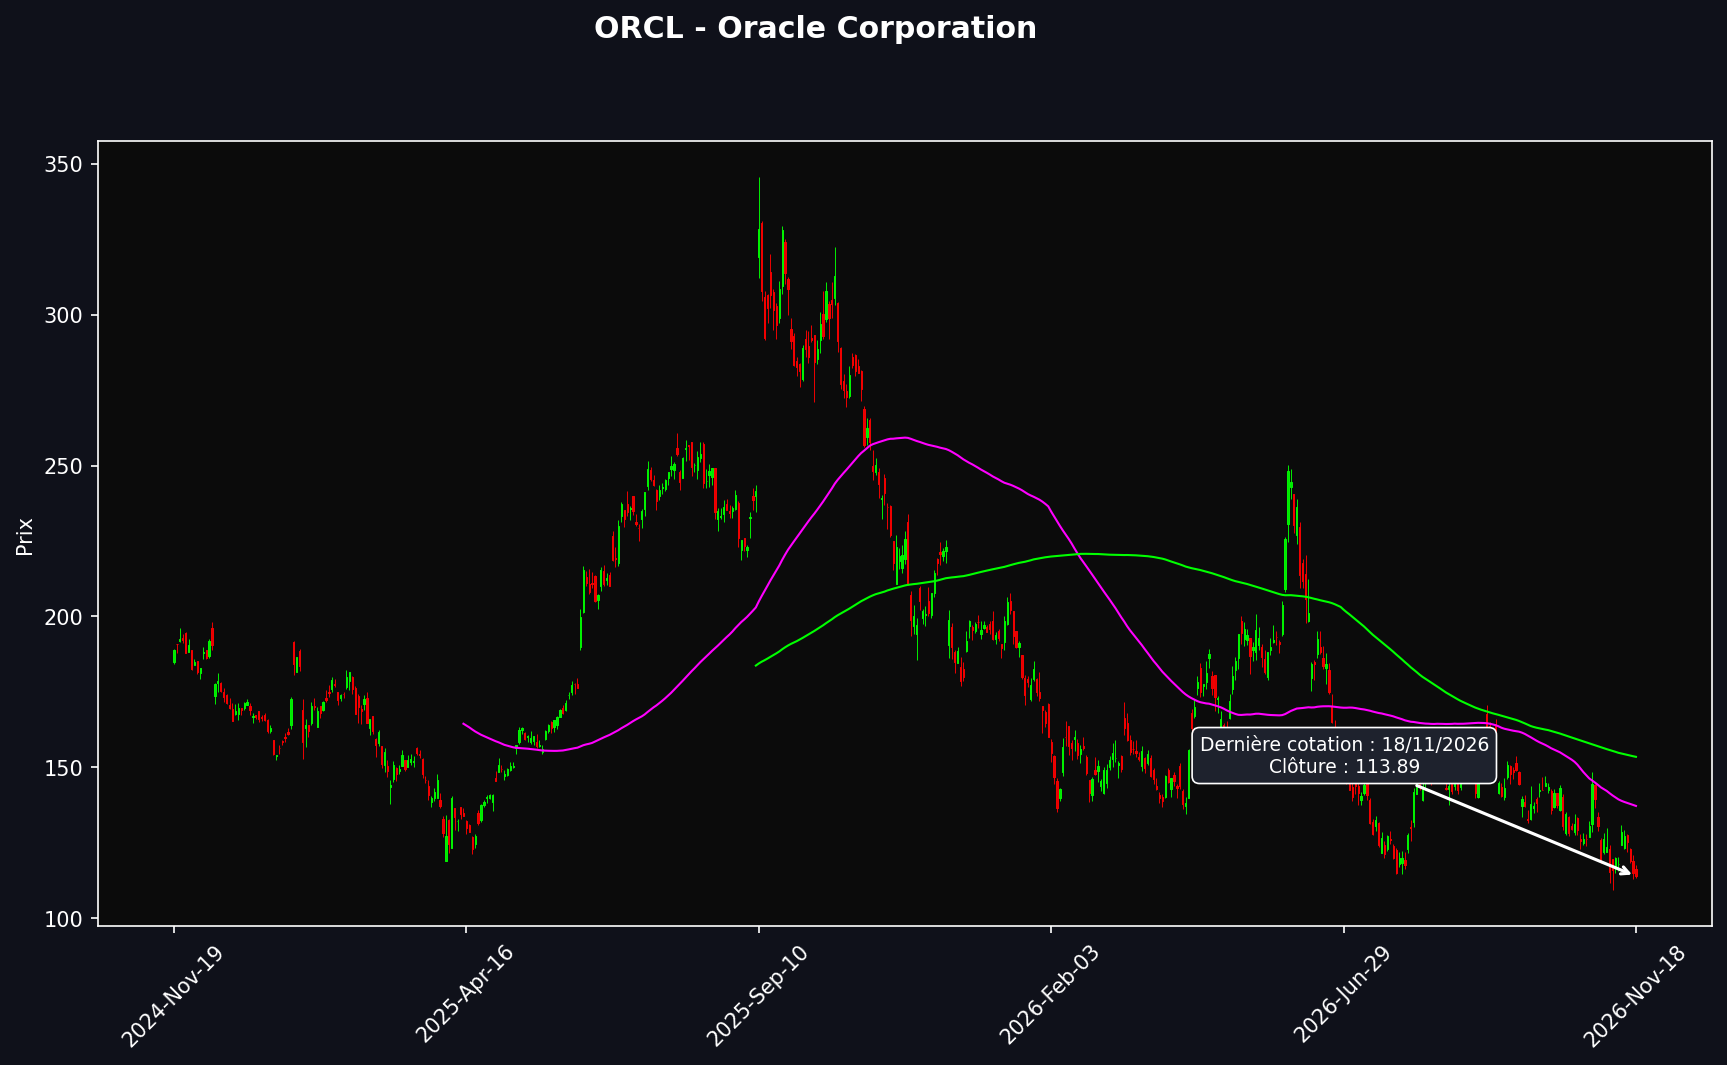 ORCL - Oracle Corporation
Prix
350
300
250
200
150
100
Dernière cotation : 18/11/2026
Clôture : 113.89
2024-Nov-19
2025-Apr-16
2025-Sep-10
2026-Feb-03
2026-Jun-29
2026-Nov-18